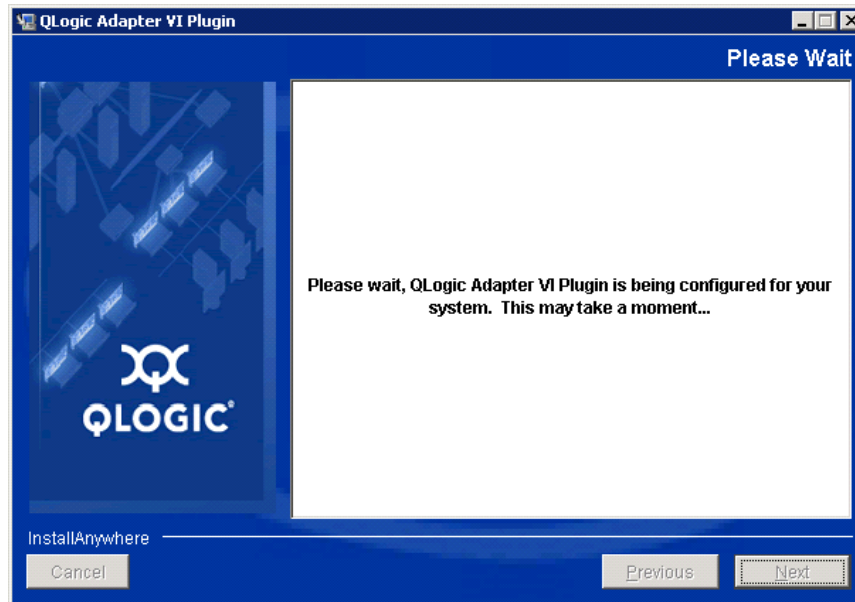 QLogic Adapter VI Plugin
Please Wait
Please wait, QLogic Adapter VI Plugin is being configured for your
system. This may take a moment...
QLOGIC®
InstallAnywhere
Cancel
Previous
Next